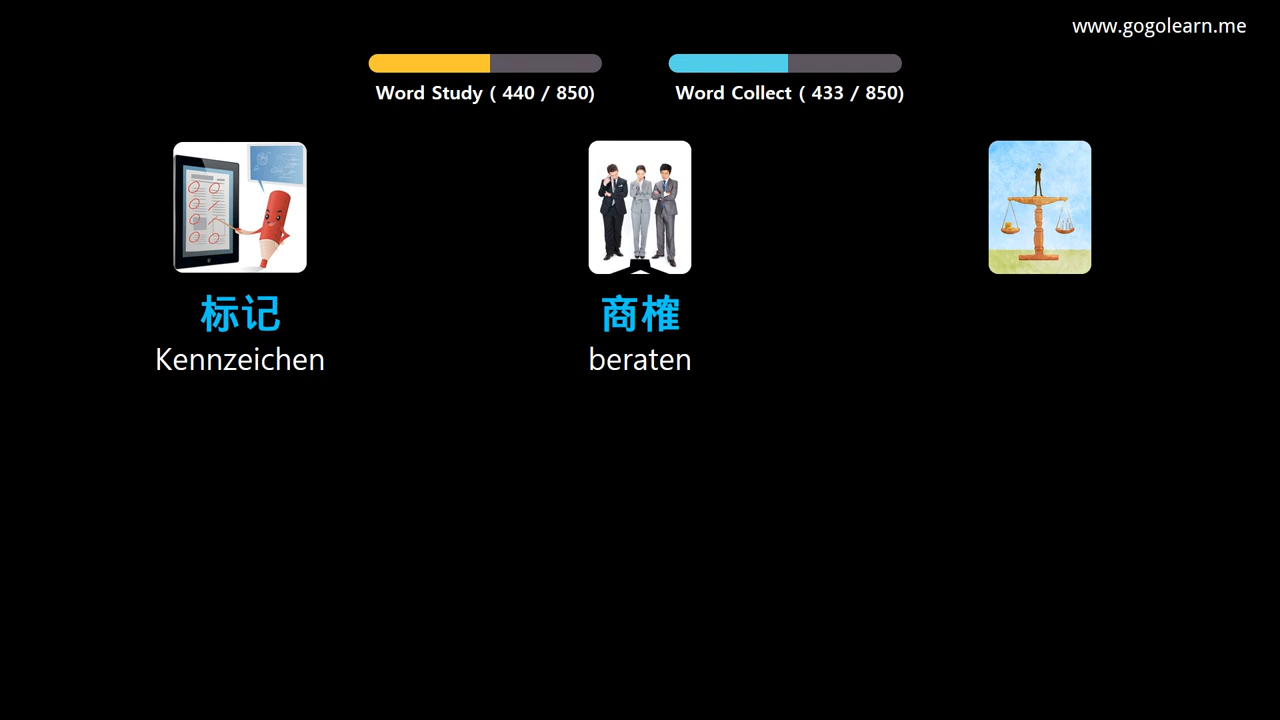 www.gogolearn.me
Word Study ( 440 / 850)
Word Collect ( 433 / 850)
标记
Kennzeichen
商榷
beraten